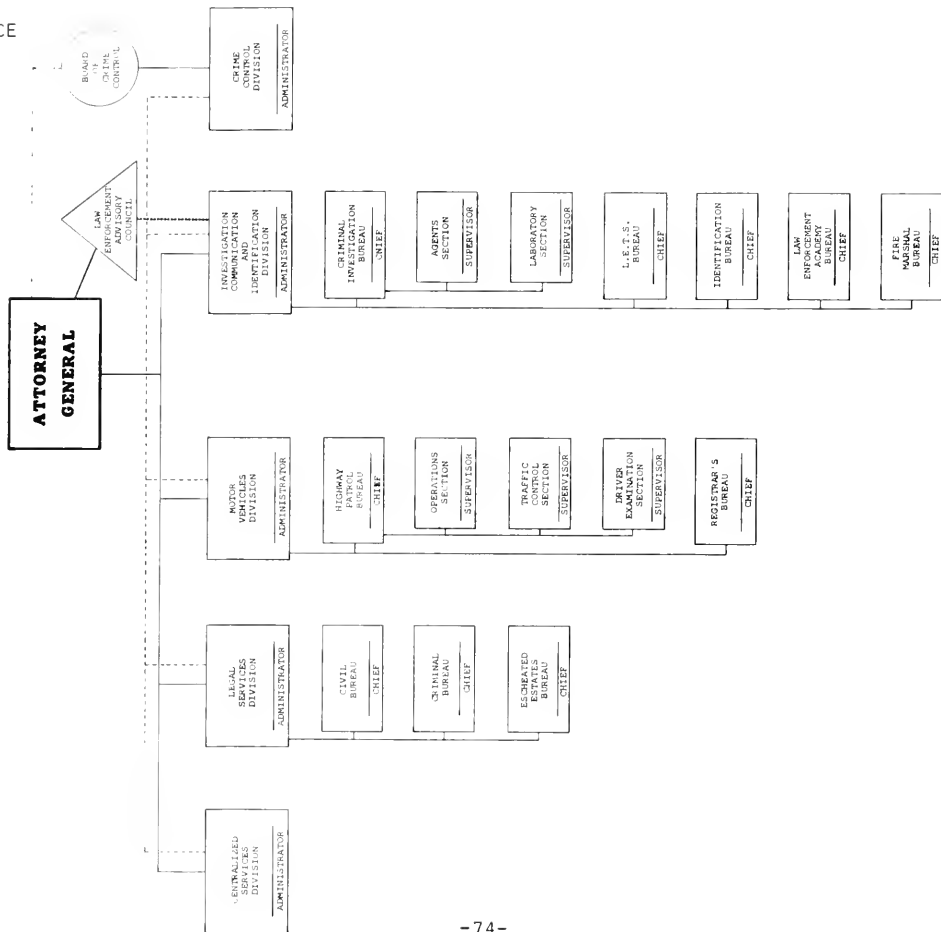 CE
ATTORNEY
GENERAL
LAW
ENFORCEMENT
ADVISORY
COUNCIL
BOARD
OF
CRIME
CONTROL
CENTRALIZED
SERVICES
DIVISION
ADMINISTRATOR
LEGAL
SERVICES
DIVISION
ADMINISTRATOR
CIVIL
BUREAU
CHIEF
CRIMINAL
BUREAU
CHIEF
ESCHEATED
ESTATES
BUREAU
CHIEF
MOTOR
VEHICLES
DIVISION
ADMINISTRATOR
HIGHWAY
PATROL
BUREAU
CHIEF
OPERATIONS
SECTION
SUPERVISOR
TRAFFIC
CONTROL
SECTION
SUPERVISOR
DRIVER
EXAMINATION
SECTION
SUPERVISOR
REGISTRAR'S
BUREAU
CHIEF
INVESTIGATION
COMMUNICATION
AND
IDENTIFICATION
DIVISION
ADMINISTRATOR
CRIMINAL
INVESTIGATION
BUREAU
CHIEF
AGENTS
SECTION
SUPERVISOR
LABORATORY
SECTION
SUPERVISOR
L.E.T.S.
BUREAU
CHIEF
IDENTIFICATION
BUREAU
CHIEF
LAW
ENFORCEMENT
ACADEMY
BUREAU
CHIEF
FIRE
MARSHAL
BUREAU
CHIEF
CRIME
CONTROL
DIVISION
ADMINISTRATOR
-74-